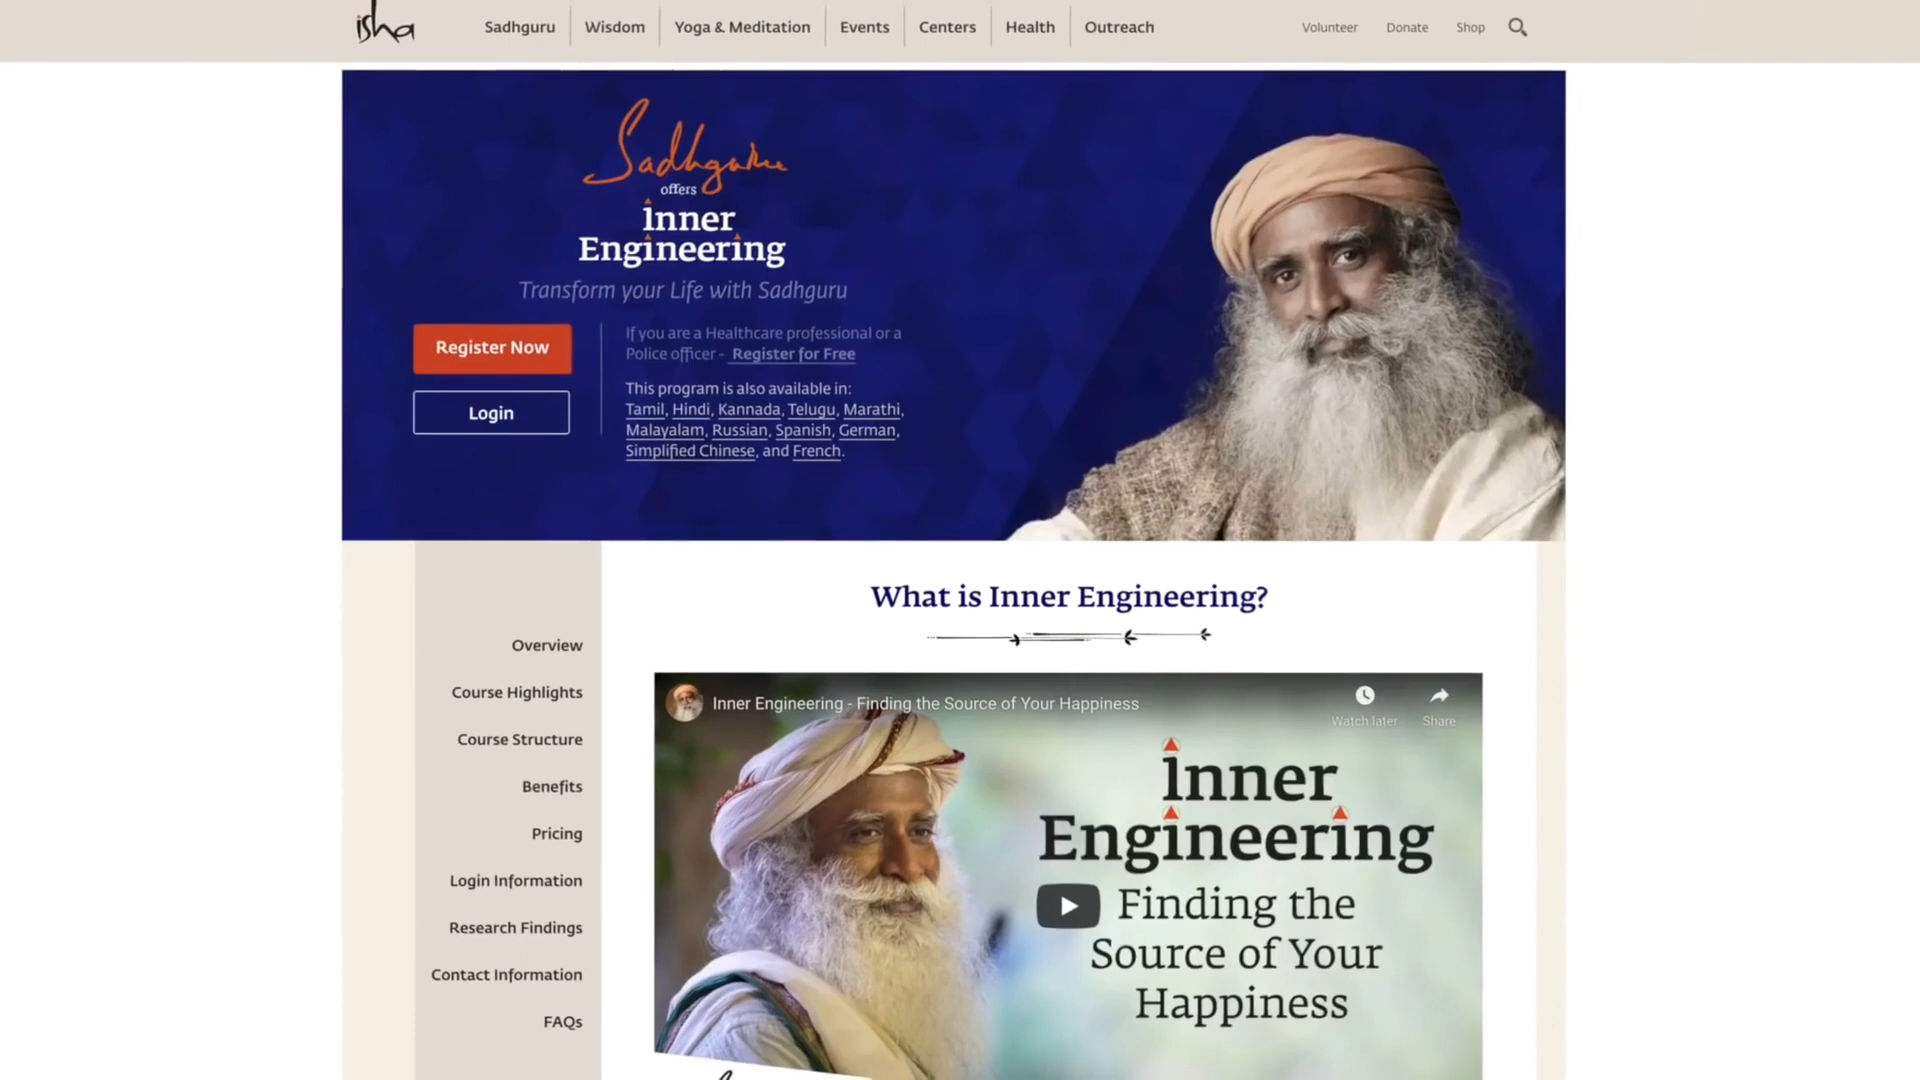 isha
Sadhguru
Wisdom
Yoga & Meditation
Events
Centers
Health
Outreach
Volunteer
Donate
Shop
Sadhguru
offers
inner
Engineering
Transform your Life with Sadhguru
Register Now
Login
If you are a Healthcare professional or a
Police officer - Register for Free
This program is also available in:
Tamil, Hindi, Kannada, Telugu, Marathi,
Malayalam, Russian, Spanish, German,
Simplified Chinese, and French.
Overview
Course Highlights
Course Structure
Benefits
Pricing
Login Information
Research Findings
Contact Information
FAQs
What is Inner Engineering?
Inner Engineering - Finding the Source of Your Happiness
Watch later
Share
inner
Engineering
Finding the
Source of Your
Happiness